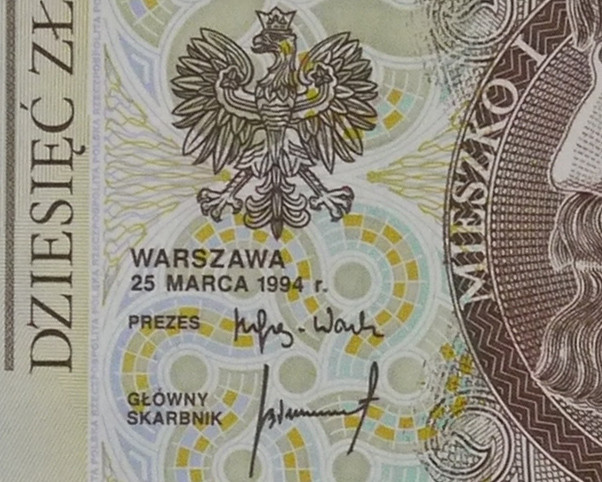 DZIESIĘĆ ZŁ
WARSZAWA
25 MARCA 1994 r.
PREZES
GŁÓWNY
SKARBNIK
MIESZKO I